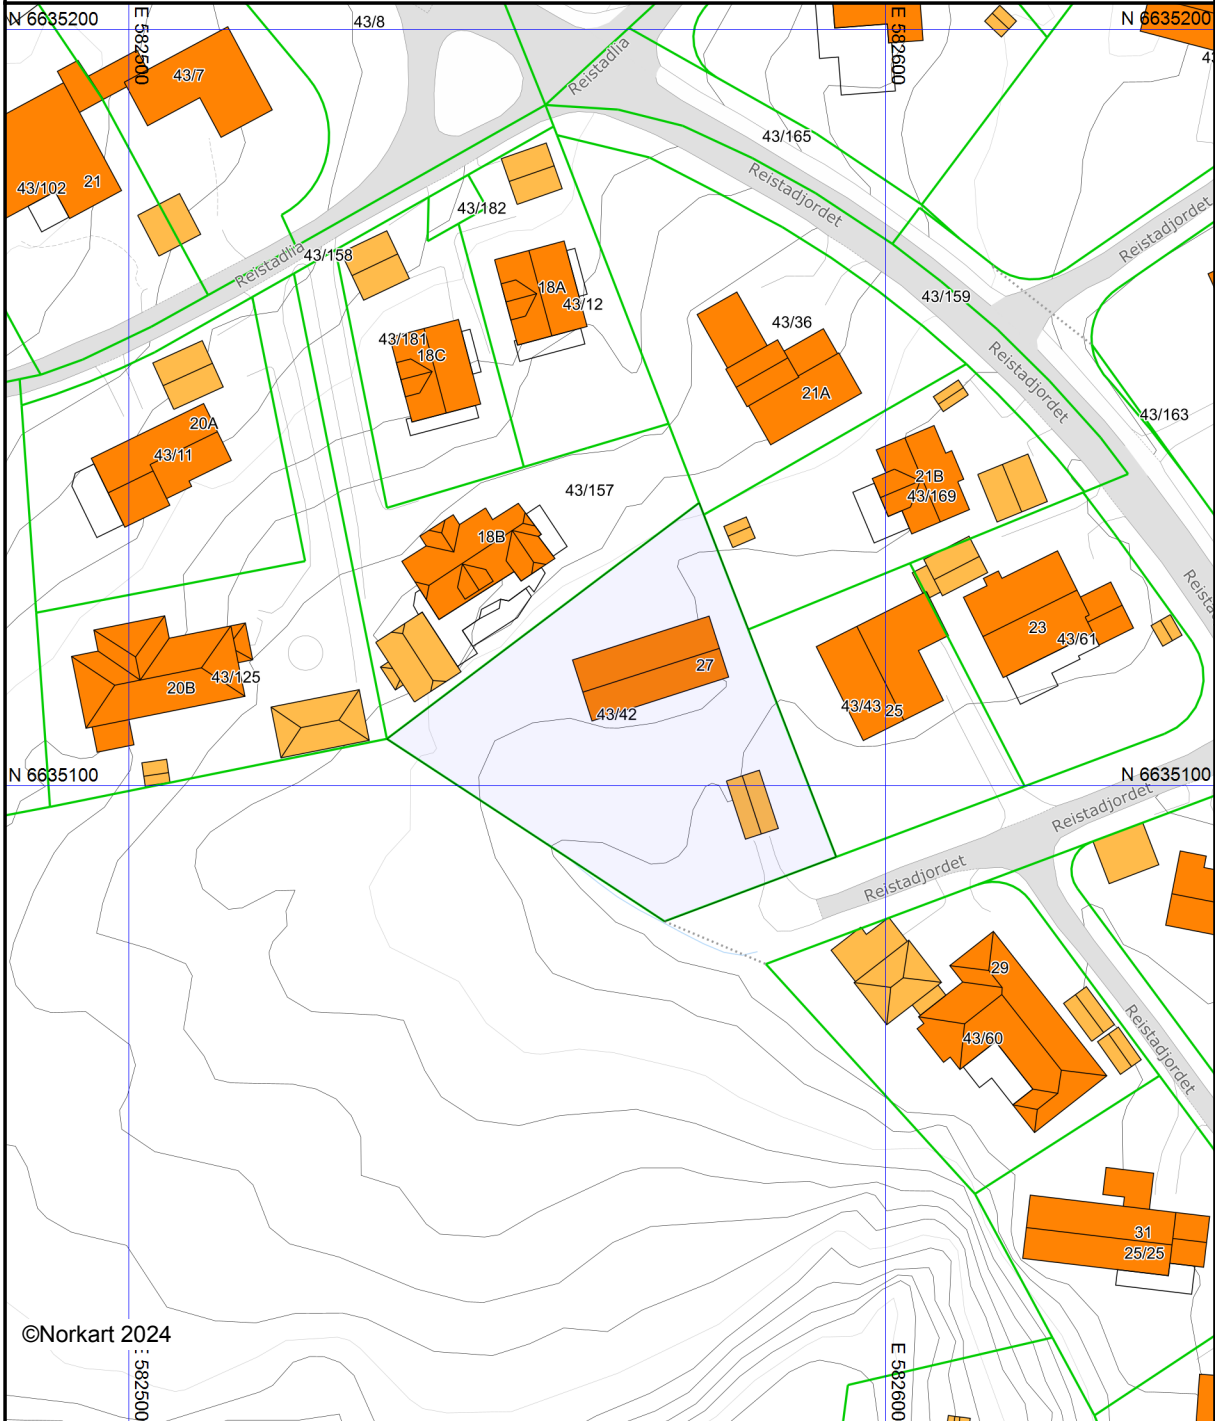 N 6635200
E 582500
43/8
E 582600
N 6635200
43/7
Reistadlia
43/165
43/102
21
Reistadjordet
43/182
Reistadjordet
43/158
Reistadlia
18A
43/12
43/159
43/36
43/181
18C
Reistadjordet
21A
43/163
20A
43/11
21B
43/169
43/157
18B
23
43/61
27
43/125
20B
43/42
43/43
25
N 6635100
N 6635100
Reistadjordet
Reistadjordet
29
43/60
Reistadjordet
31
25/25
©Norkart 2024
E 582500
E 582600